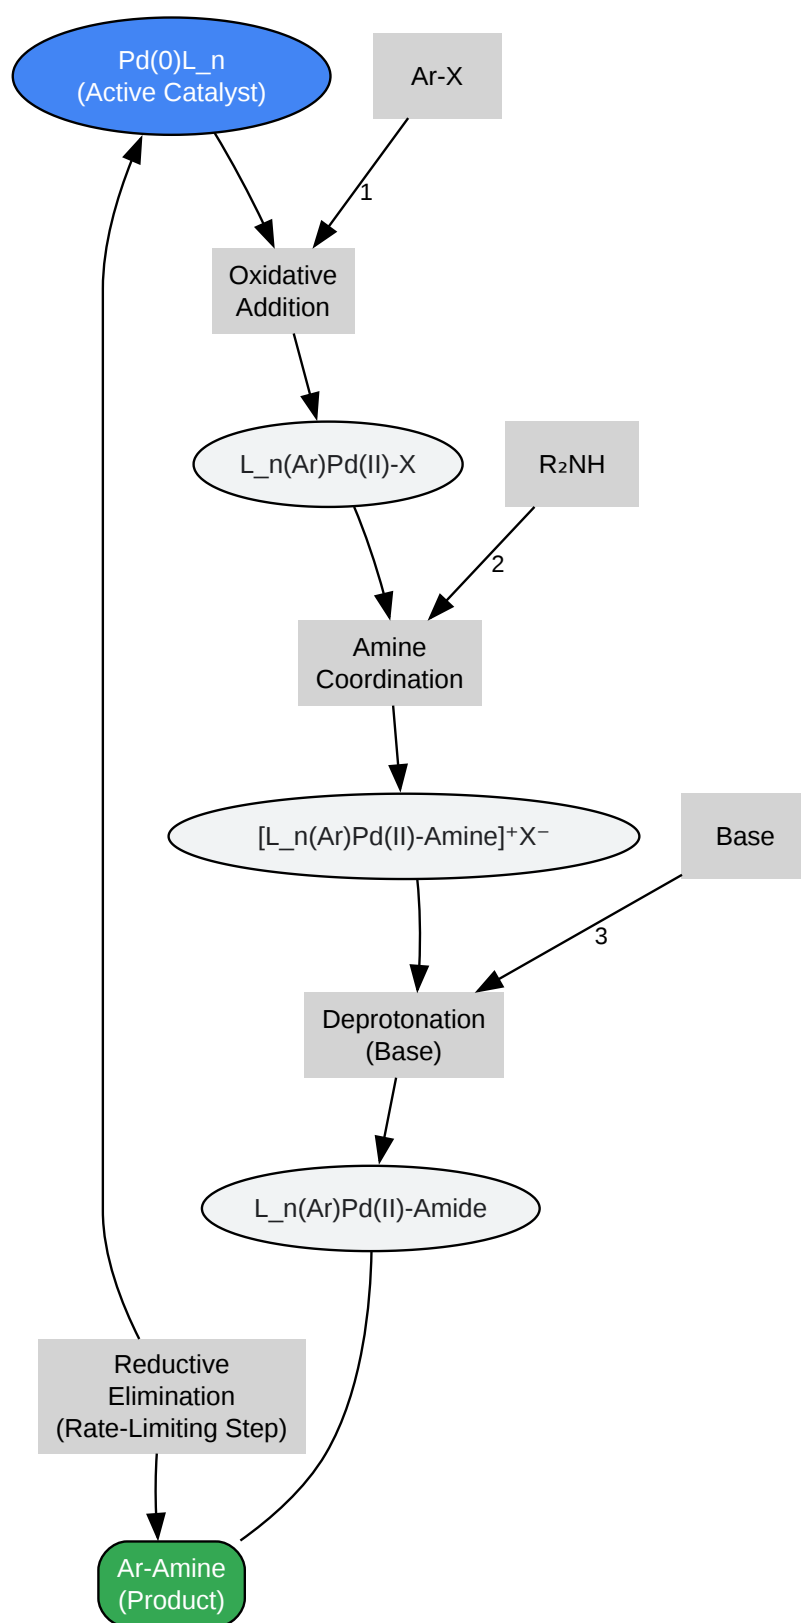 Pd(0)L_n
(Active Catalyst)
Ar-X
1
Oxidative
Addition
L_n(Ar)Pd(II)-X
R₂NH
2
Amine
Coordination
[L_n(Ar)Pd(II)-Amine]⁺X⁻
Base
3
Deprotonation
(Base)
L_n(Ar)Pd(II)-Amide
Reductive
Elimination
(Rate-Limiting Step)
Ar-Amine
(Product)